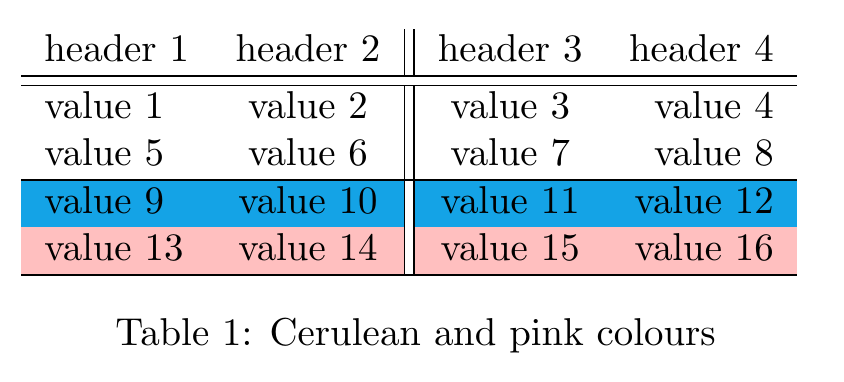 header 1 header 2 header 3 header 4
value 1 value 2 value 3 value 4
value 5 value 6 value 7 value 8
value 9 value 10 value 11 value 12
value 13 value 14 value 15 value 16
Table 1: Cerulean and pink colours